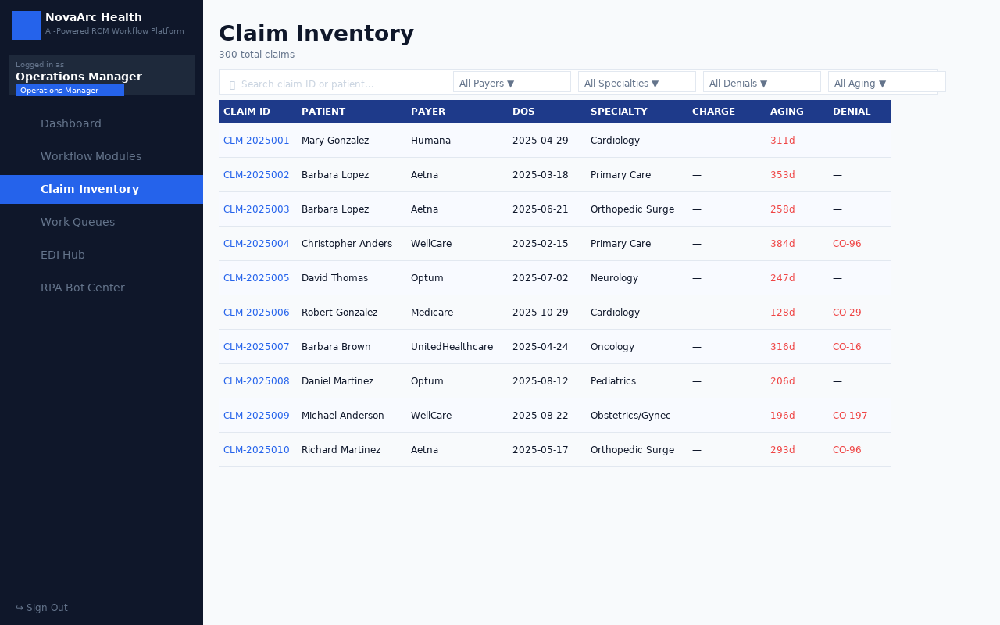 NovaArc Health
AI-Powered RCM Workflow Platform
Logged in as
Operations Manager
Operations Manager
Dashboard
Workflow Modules
Claim Inventory
Work Queues
EDI Hub
RPA Bot Center
↪ Sign Out
Claim Inventory
300 total claims
Search claim ID or patient... All Payers ▼ All Specialties ▼ All Denials ▼ All Aging ▼
CLAIM ID PATIENT PAYER DOS SPECIALTY CHARGE AGING DENIAL
CLM-2025001 Mary Gonzalez Humana 2025-04-29 Cardiology — 311d —
CLM-2025002 Barbara Lopez Aetna 2025-03-18 Primary Care — 353d —
CLM-2025003 Barbara Lopez Aetna 2025-06-21 Orthopedic Surge — 258d —
CLM-2025004 Christopher Anders WellCare 2025-02-15 Primary Care — 384d CO-96
CLM-2025005 David Thomas Optum 2025-07-02 Neurology — 247d —
CLM-2025006 Robert Gonzalez Medicare 2025-10-29 Cardiology — 128d CO-29
CLM-2025007 Barbara Brown UnitedHealthcare 2025-04-24 Oncology — 316d CO-16
CLM-2025008 Daniel Martinez Optum 2025-08-12 Pediatrics — 206d —
CLM-2025009 Michael Anderson WellCare 2025-08-22 Obstetrics/Gynec — 196d CO-197
CLM-2025010 Richard Martinez Aetna 2025-05-17 Orthopedic Surge — 293d CO-96